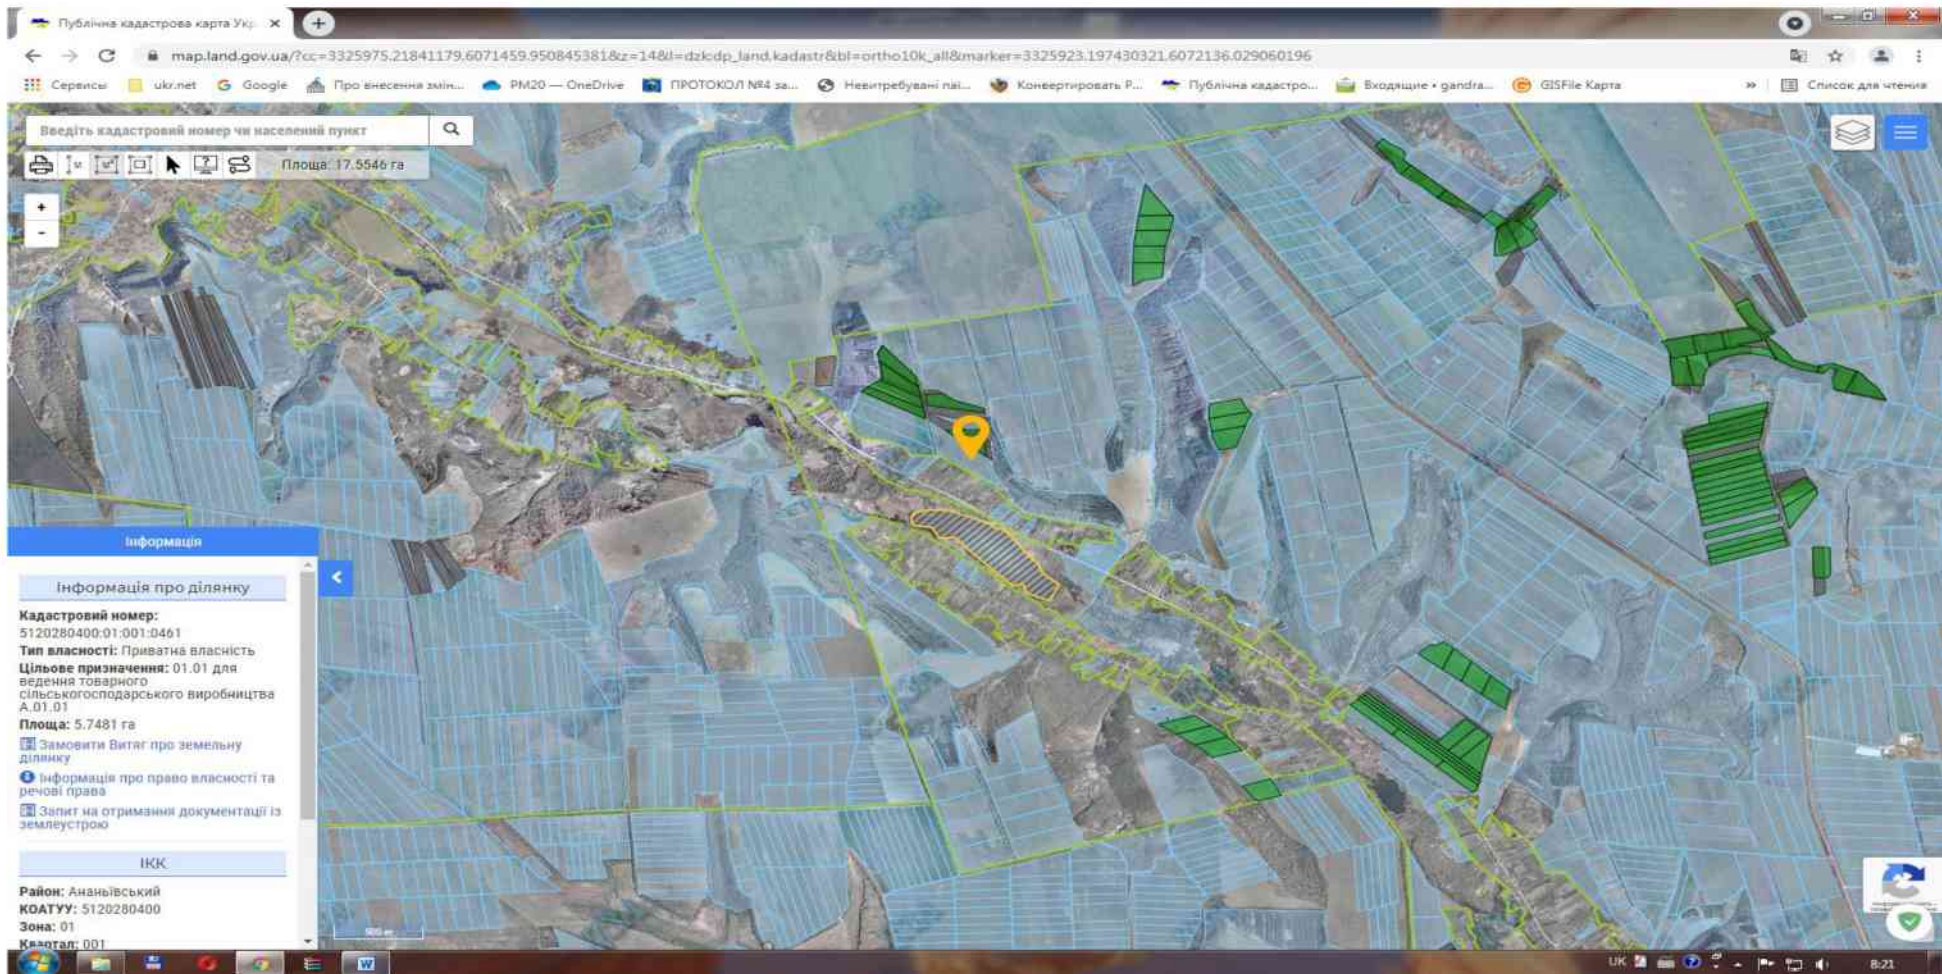 Публічна кадастрова карта Укр
map.land.gov.ua/?cc=3325975.21841179,6071459.950845381&z=14&l=dzk:dp_land,kadastr&bl=ortho10k_all&marker=3325923.197430321,6072136.029060196
Сервисы ukr.net Google Про внесення змін... PM20 — OneDrive ПРОТОКОЛ №4 за... Невитребувані паї... Конвертировать P... Публічна кадастро... Входящие • gandra... GISFile Карта » Список для чтения
Введіть кадастровий номер чи населений пункт
Площа: 17.5546 га
+
-
Інформація
Інформація про ділянку
Кадастровий номер:
5120280400:01:001:0461
Тип власності: Приватна власність
Цільове призначення: 01.01 для
ведення товарного
сільськогосподарського виробництва
А.01.01
Площа: 5.7481 га
Замовити Витяг про земельну
ділянку
Інформація про право власності та
речові права
Запит на отримання документації із
землеустрою
ІКК
Район: Ананьївський
КОАТУУ: 5120280400
Зона: 01
Квартал: 001
500 м
UK
8:21